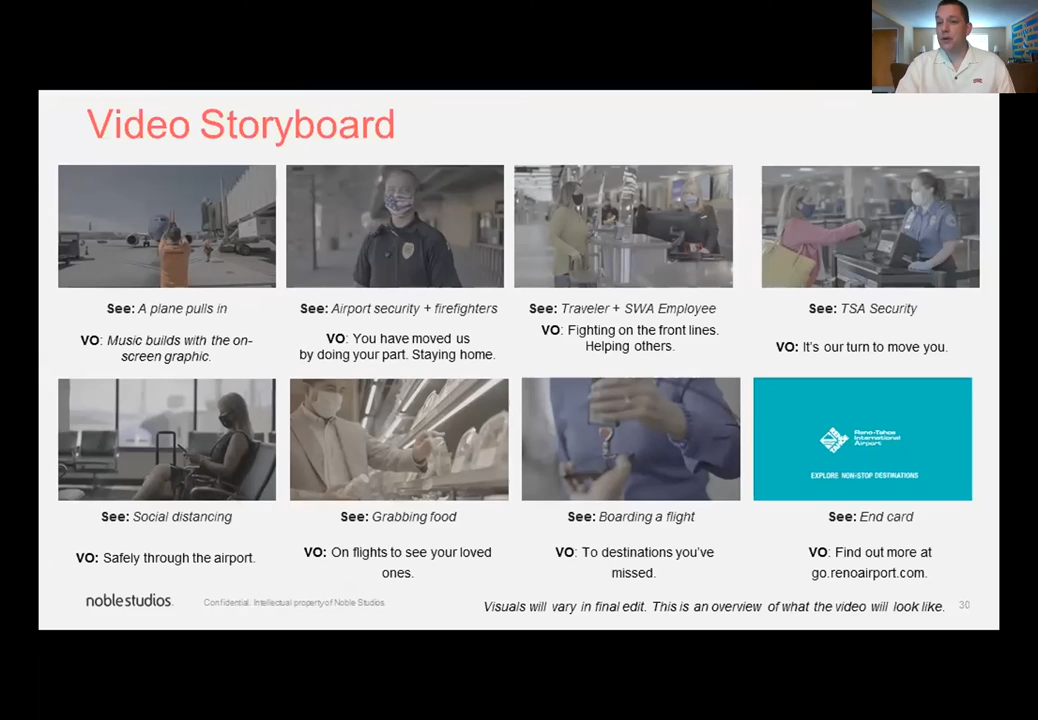 Video Storyboard
See: A plane pulls in
VO: Music builds with the on-
screen graphic.
See: Airport security + firefighters
VO: You have moved us
by doing your part. Staying home.
See: Traveler + SWA Employee
VO: Fighting on the front lines.
Helping others.
See: TSA Security
VO: It's our turn to move you.
Reno-Tahoe
International
Airport
EXPLORE NON-STOP DESTINATIONS
See: Social distancing
VO: Safely through the airport.
See: Grabbing food
VO: On flights to see your loved
ones.
See: Boarding a flight
VO: To destinations you've
missed.
See: End card
VO: Find out more at
go.renoairport.com.
noblestudios.
Confidential. Intellectual property of Noble Studios.
Visuals will vary in final edit. This is an overview of what the video will look like.
30